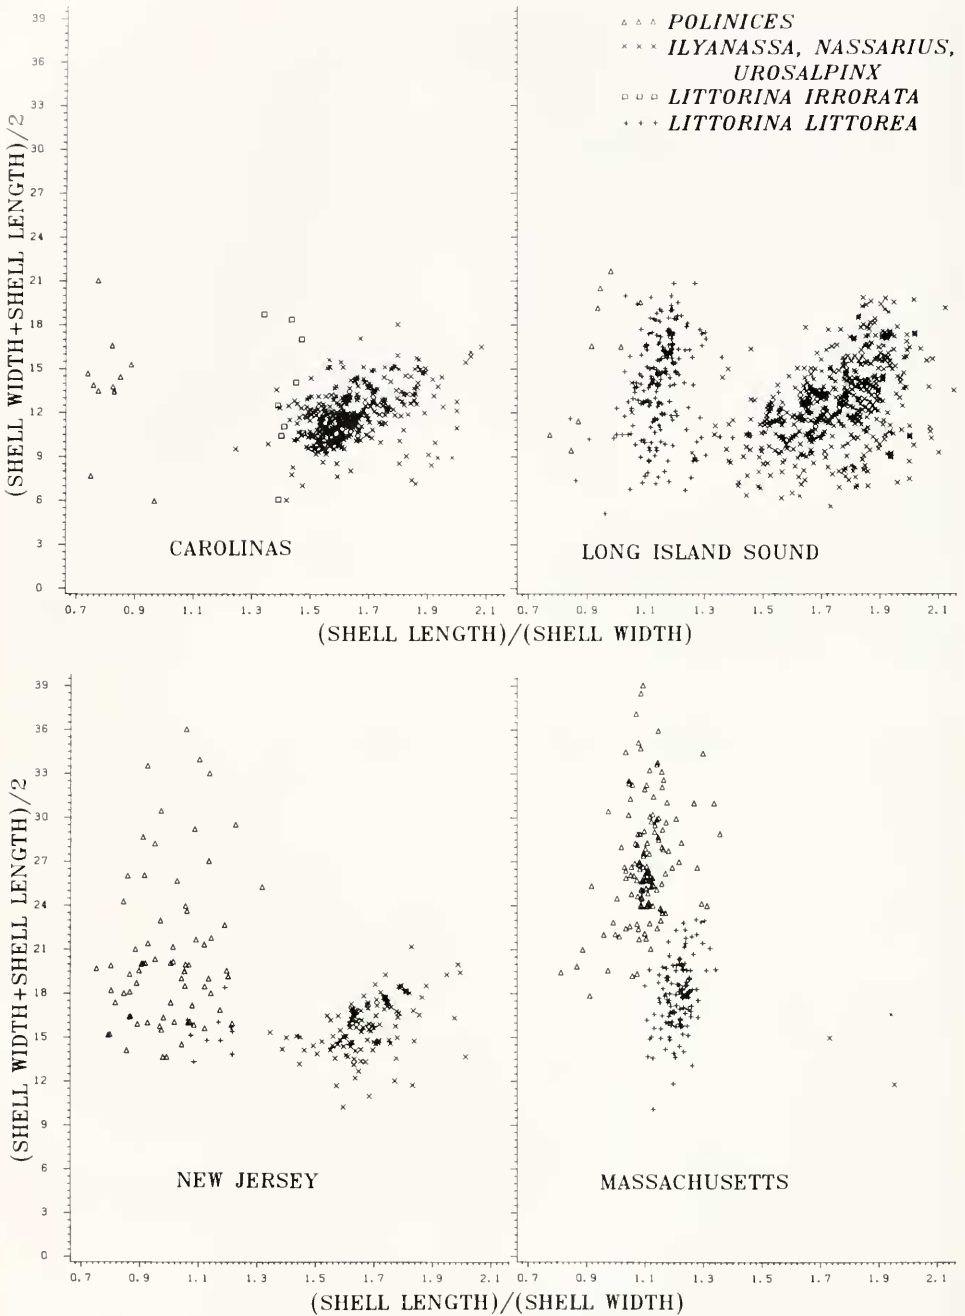 39
36
33
30
27
24
21
18
15
12
9
6
3
0
(SHELL WIDTH+SHELL LENGTH)/2
△ △ △ POLINICES
× × × ILYANASSA, NASSARIUS,
UROSALPINX
□ □ □ LITTORINA IRRORATA
+ + + LITTORINA LITTOREA
CAROLINAS
LONG ISLAND SOUND
0.7 0.9 1.1 1.3 1.5 1.7 1.9 2.1
0.7 0.9 1.1 1.3 1.5 1.7 1.9 2.1
(SHELL LENGTH)/(SHELL WIDTH)
39
36
33
30
27
24
21
18
15
12
9
6
3
0
(SHELL WIDTH+SHELL LENGTH)/2
NEW JERSEY
MASSACHUSETTS
0.7 0.9 1.1 1.3 1.5 1.7 1.9 2.1
0.7 0.9 1.1 1.3 1.5 1.7 1.9 2.1
(SHELL LENGTH)/(SHELL WIDTH)